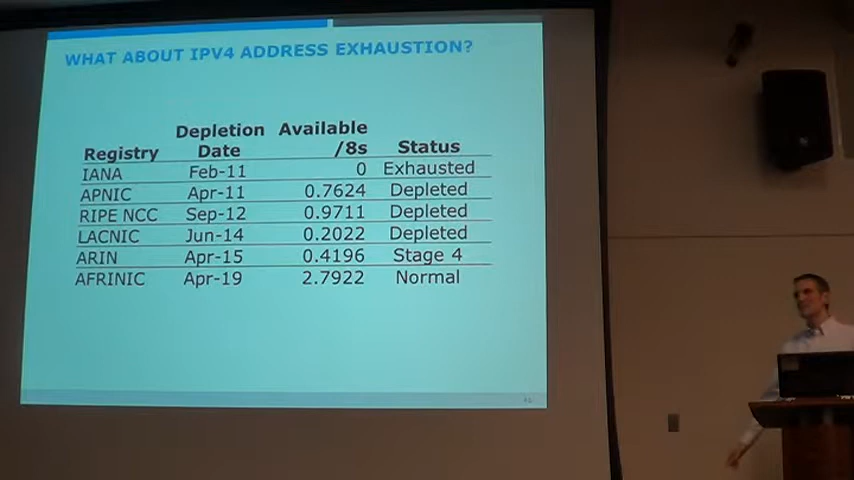 WHAT ABOUT IPV4 ADDRESS EXHAUSTION?
Registry Depletion Date Available /8s Status
IANA Feb-11 0 Exhausted
APNIC Apr-11 0.7624 Depleted
RIPE NCC Sep-12 0.9711 Depleted
LACNIC Jun-14 0.2022 Depleted
ARIN Apr-15 0.4196 Stage 4
AFRINIC Apr-19 2.7922 Normal